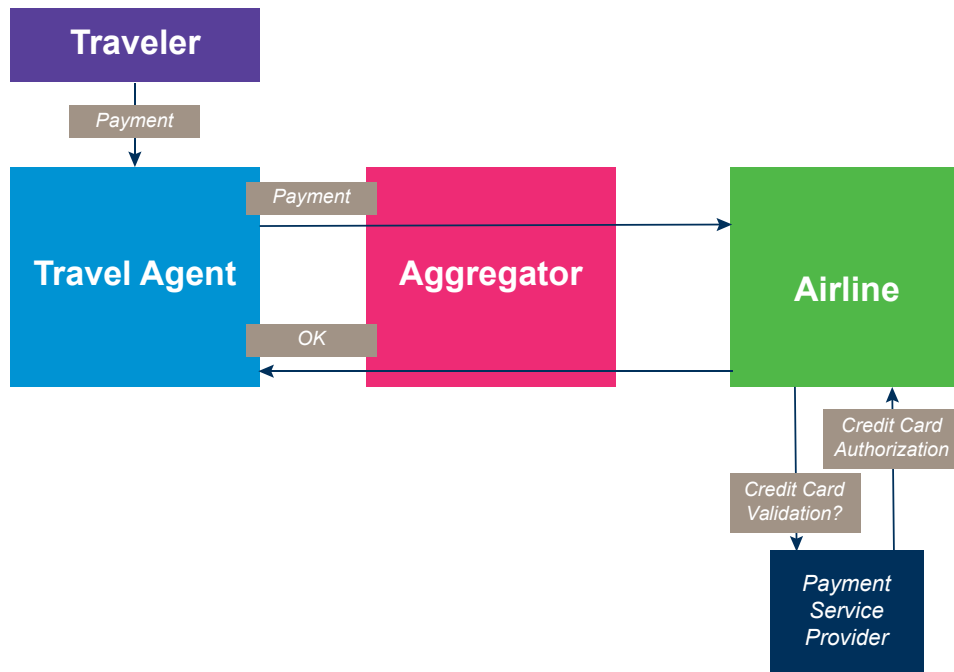 Traveler
Payment
Payment
Travel Agent
Aggregator
Airline
OK
Credit Card
Authorization
Credit Card
Validation?
Payment
Service
Provider